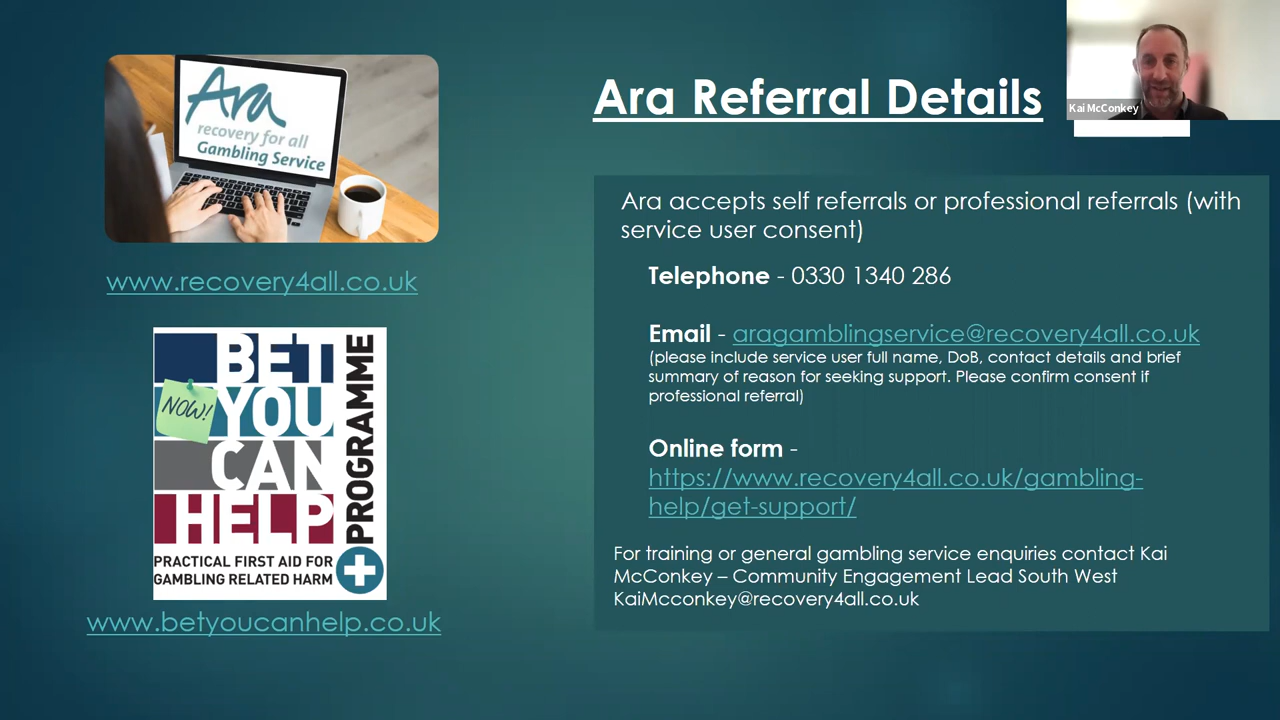 Ara
recovery for all
Gambling Service
www.recovery4all.co.uk
BET
NOW!
YOU
CAN
HELP
PROGRAMME
PRACTICAL FIRST AID FOR
GAMBLING RELATED HARM
www.betyoucanhelp.co.uk
Ara Referral Details
Kai McConkey
Ara accepts self referrals or professional referrals (with
service user consent)
Telephone - 0330 1340 286
Email - aragamblingservice@recovery4all.co.uk
(please include service user full name, DoB, contact details and brief
summary of reason for seeking support. Please confirm consent if
professional referral)
Online form -
https://www.recovery4all.co.uk/gambling-
help/get-support/
For training or general gambling service enquiries contact Kai
McConkey – Community Engagement Lead South West
KaiMcconkey@recovery4all.co.uk